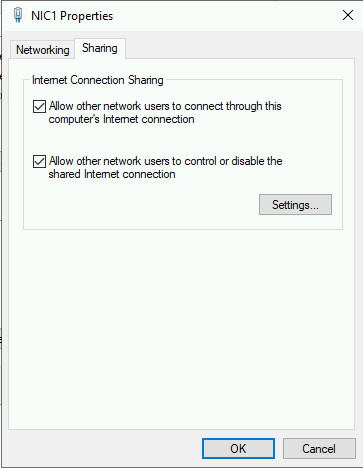 NIC1 Properties
Networking
Sharing
Internet Connection Sharing
Allow other network users to connect through this
computer's Internet connection
Allow other network users to control or disable the
shared Internet connection
Settings...
OK
Cancel